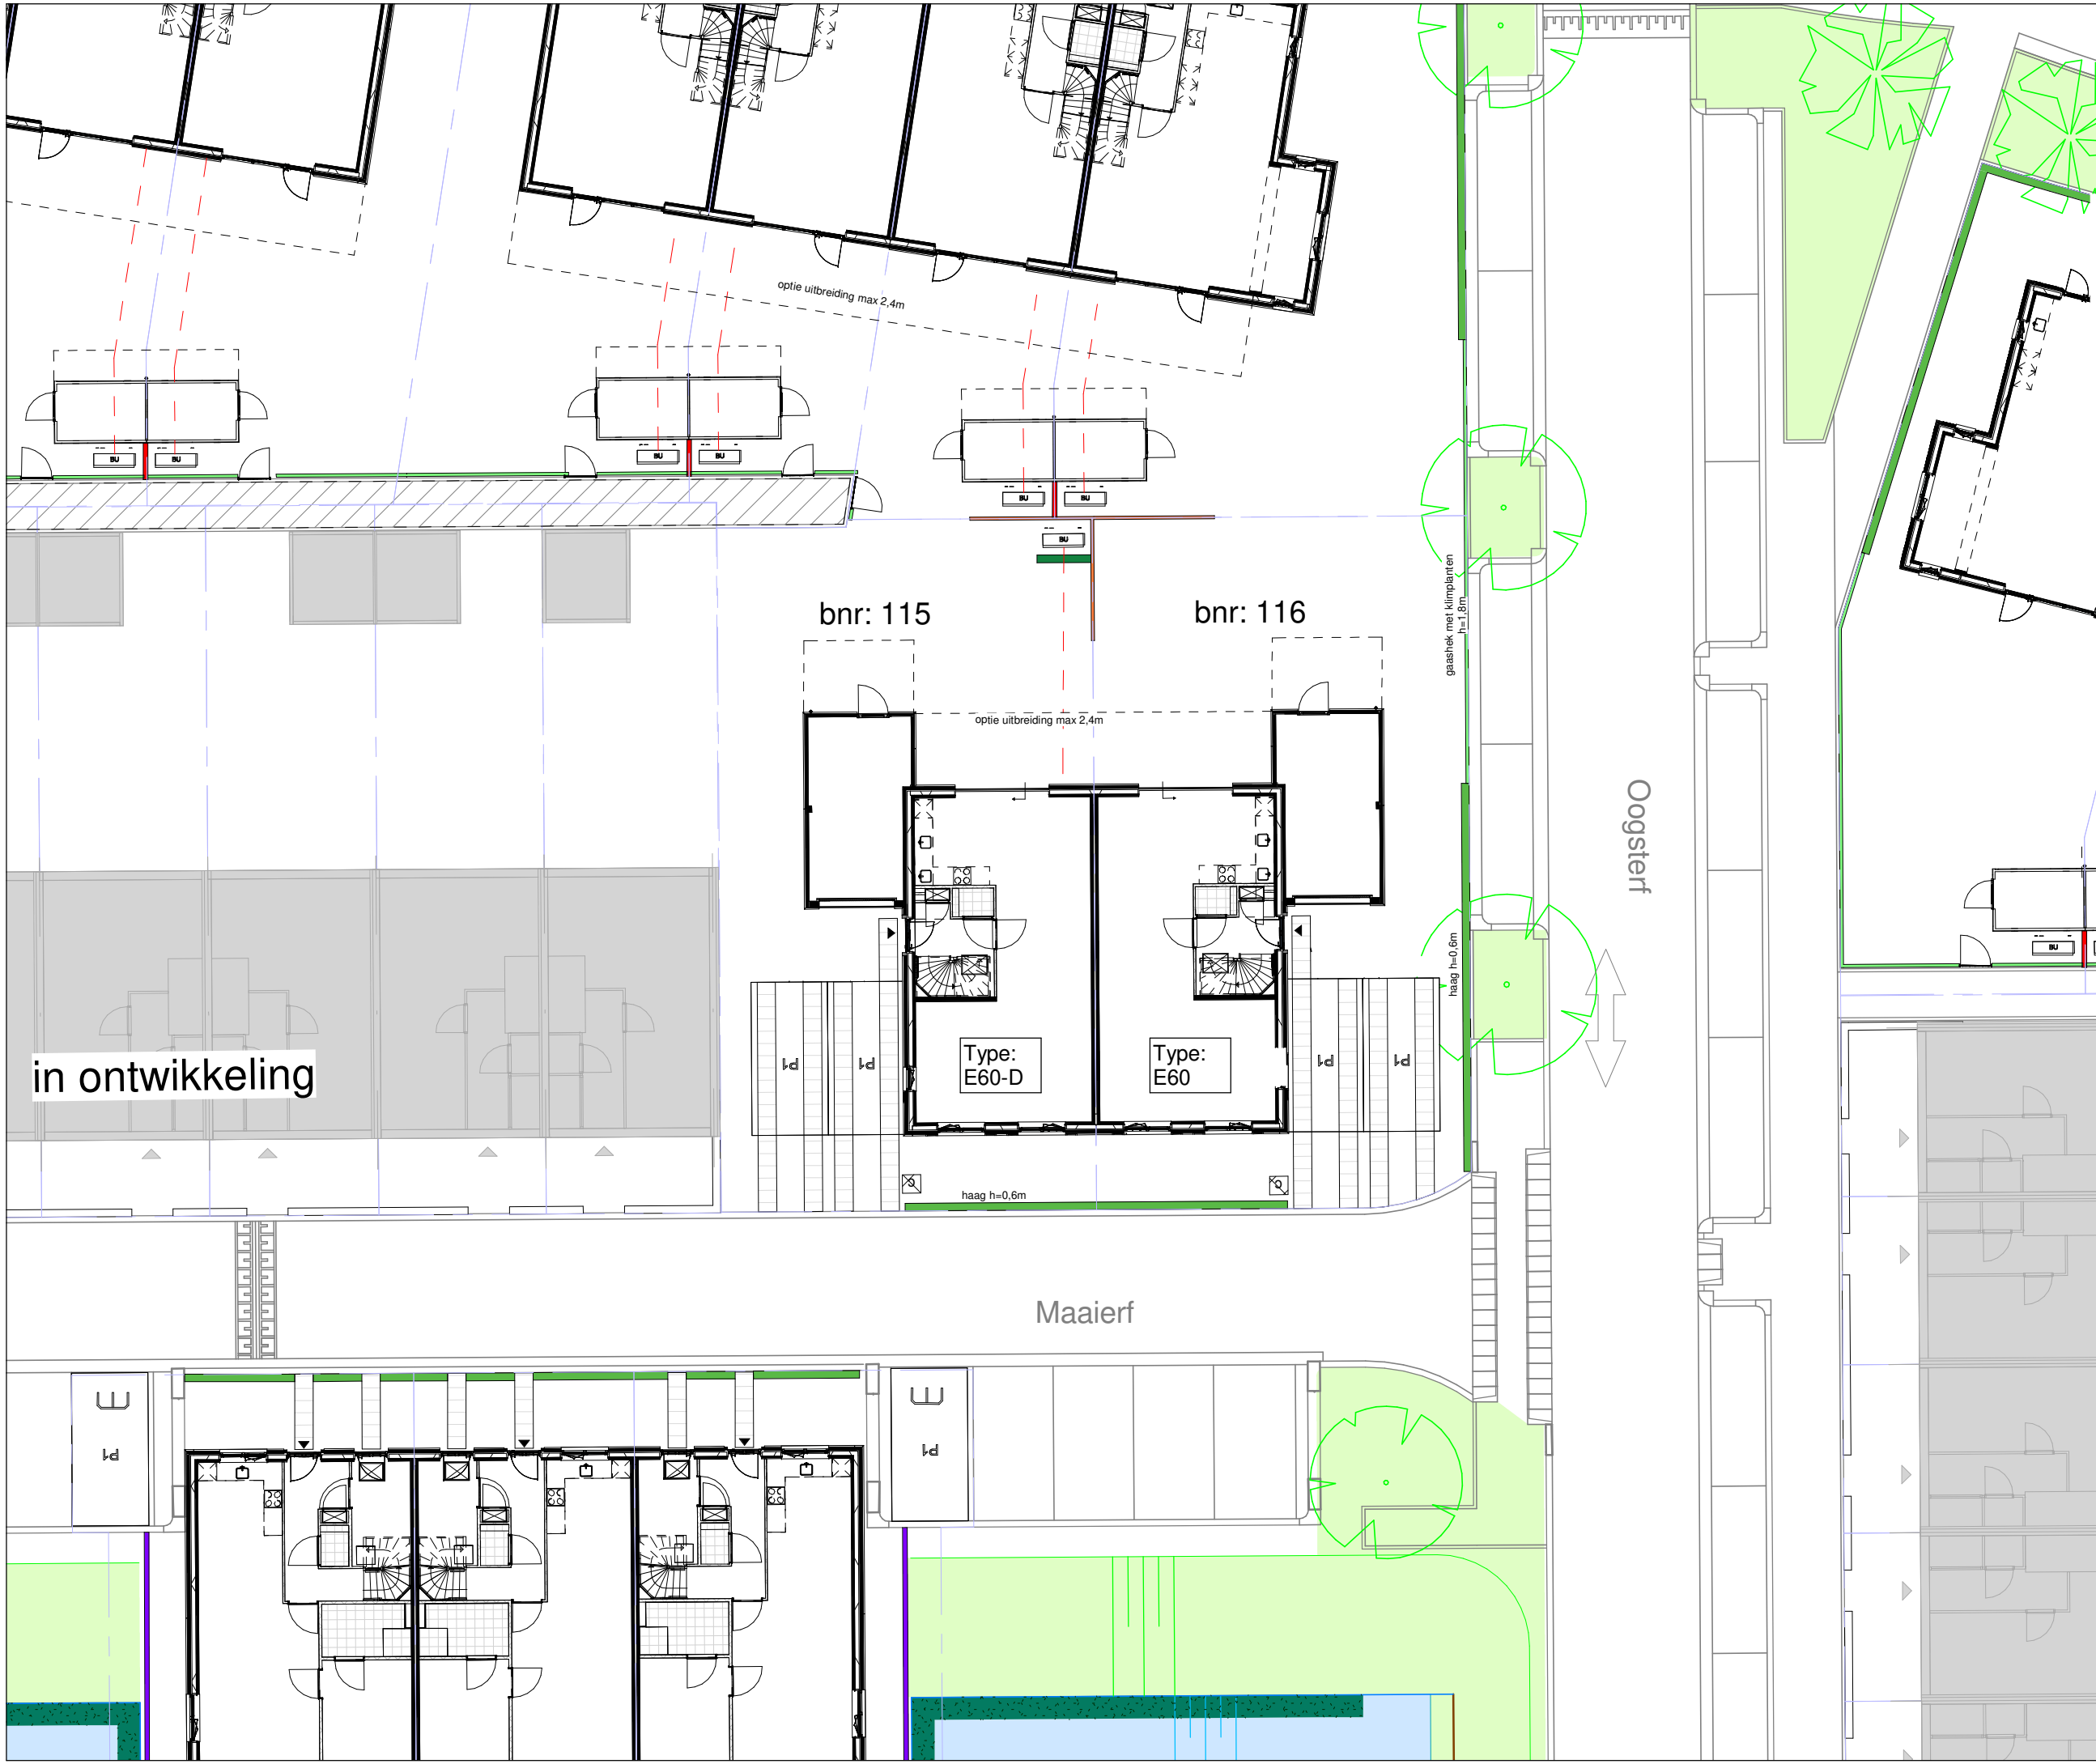 optie uitbreiding max 2,4m
BU
BU
BU
BU
BU
BU
BU
gaashek met klimplanten
h=1,8m
bnr: 115
bnr: 116
optie uitbreiding max 2,4m
Oogsterf
haag h=0,6m
BU
in ontwikkeling
Type:
E60-D
Type:
E60
P1
P1
P1
P1
haag h=0,6m
Maaierf
E
P1
E
P1